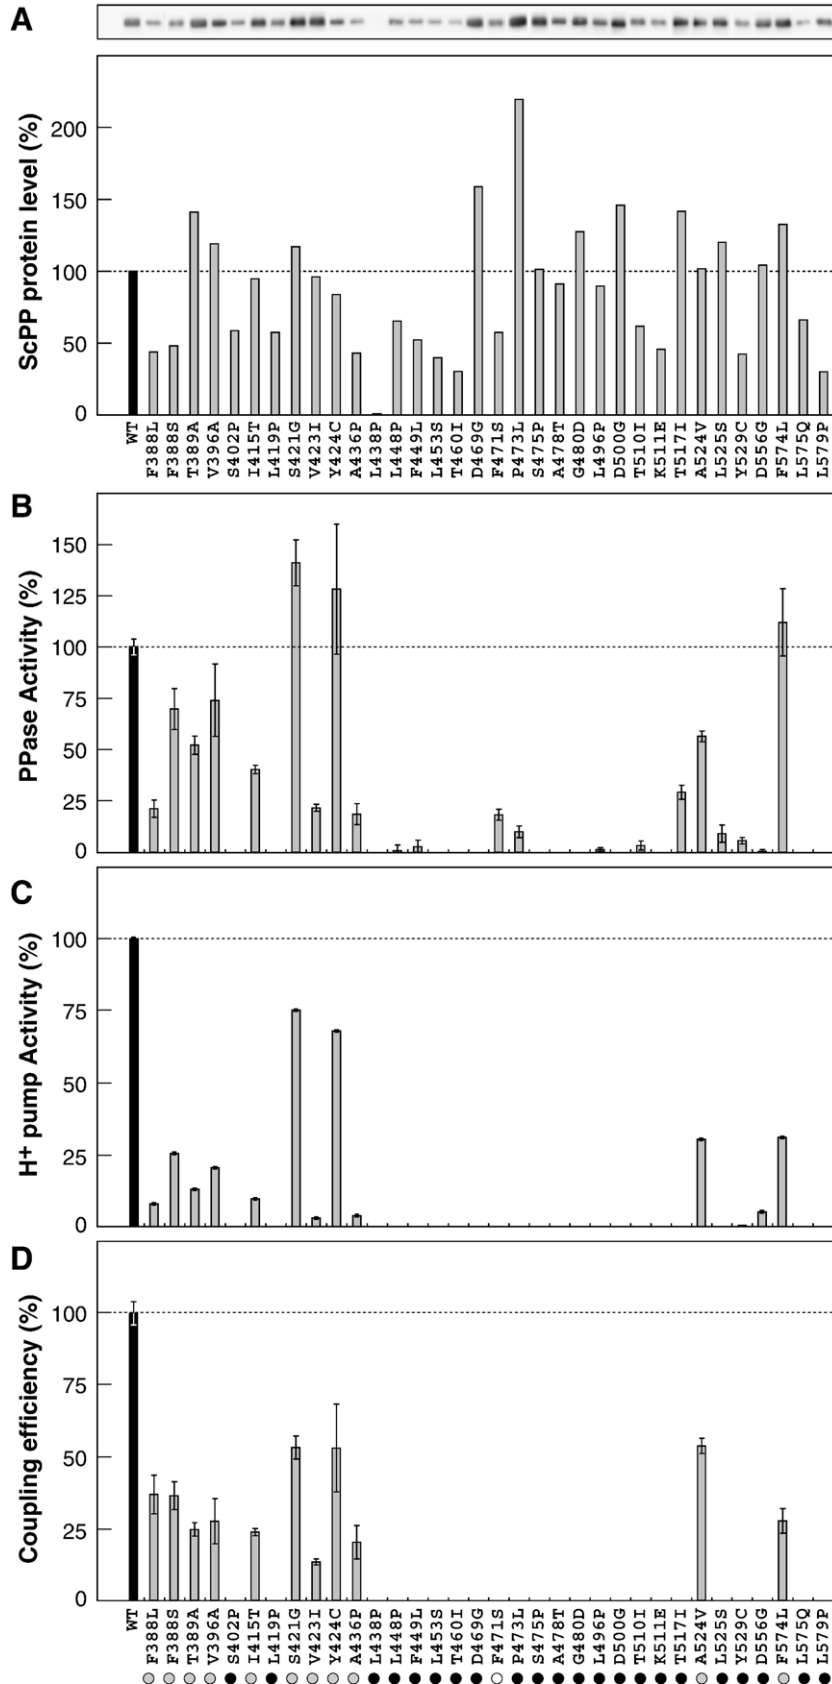 A
ScPP protein level (%)
200
150
100
50
0
WT F388L F388S T389A V396A S402P I415T L419P S421G V423I Y424C A436P L438P L448P F449L L453S T460I D469G F471S P473L S475P A478T G480D L496P D500G T510I K511E T517I A524V L525S Y529C D556G F574L L575Q L579P
B
PPase Activity (%)
150
125
100
75
50
25
0
C
H+ pump Activity (%)
100
75
50
25
0
D
Coupling efficiency (%)
100
75
50
25
0
WT F388L F388S T389A V396A S402P I415T L419P S421G V423I Y424C A436P L438P L448P F449L L453S T460I D469G F471S P473L S475P A478T G480D L496P D500G T510I K511E T517I A524V L525S Y529C D556G F574L L575Q L579P